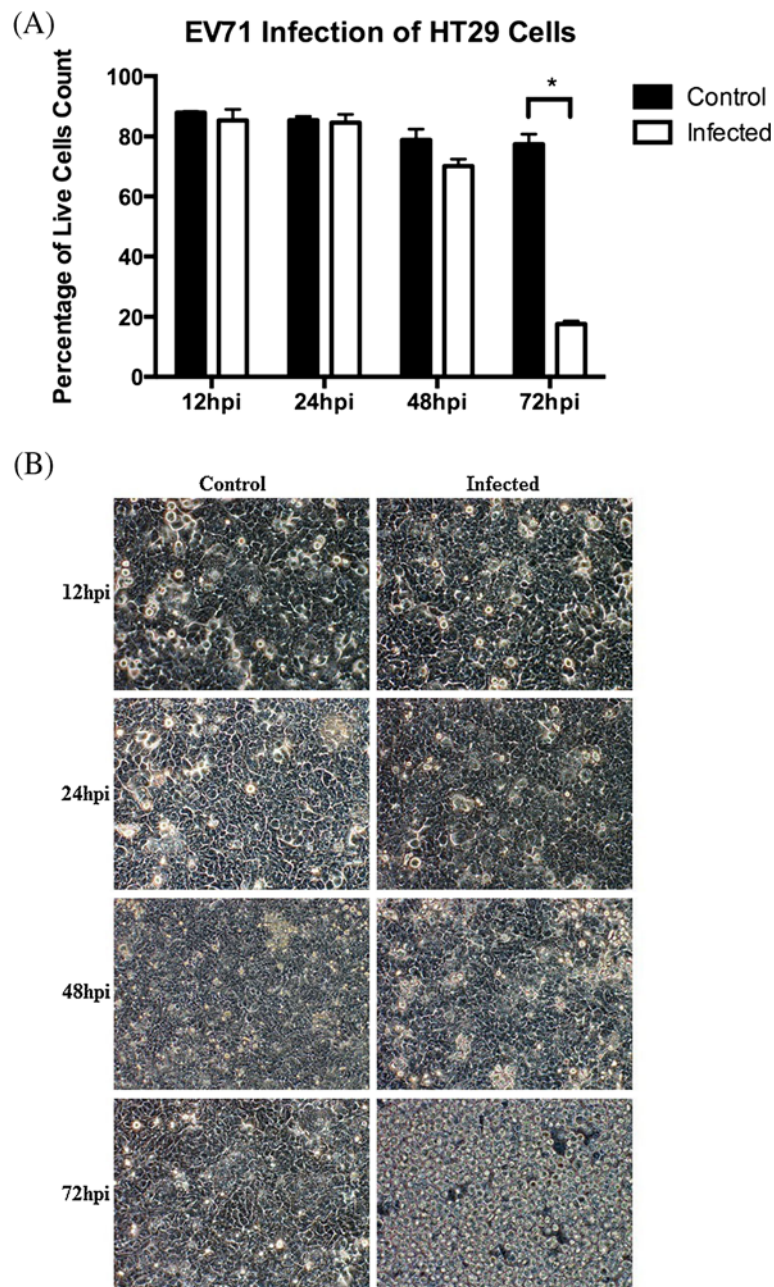 (A)
EV71 Infection of HT29 Cells
Percentage of Live Cells Count
100
80
60
40
20
0
*
Control
Infected
12hpi 24hpi 48hpi 72hpi
(B)
Control Infected
12hpi
24hpi
48hpi
72hpi